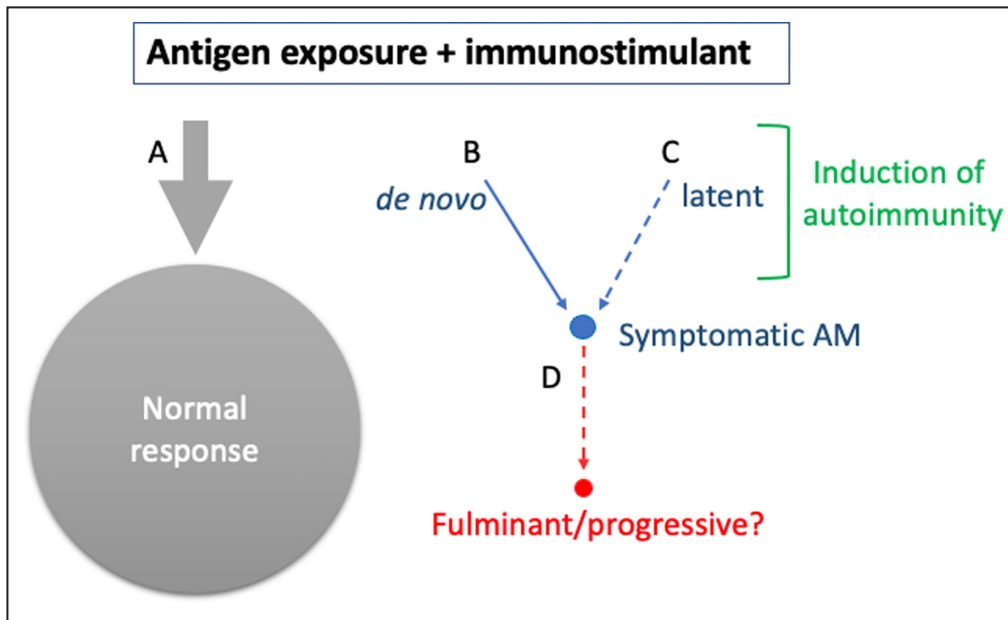 Antigen exposure + immunostimulant
A
B
C
de novo
latent
Induction of
autoimmunity
Symptomatic AM
D
Normal
response
Fulminant/progressive?